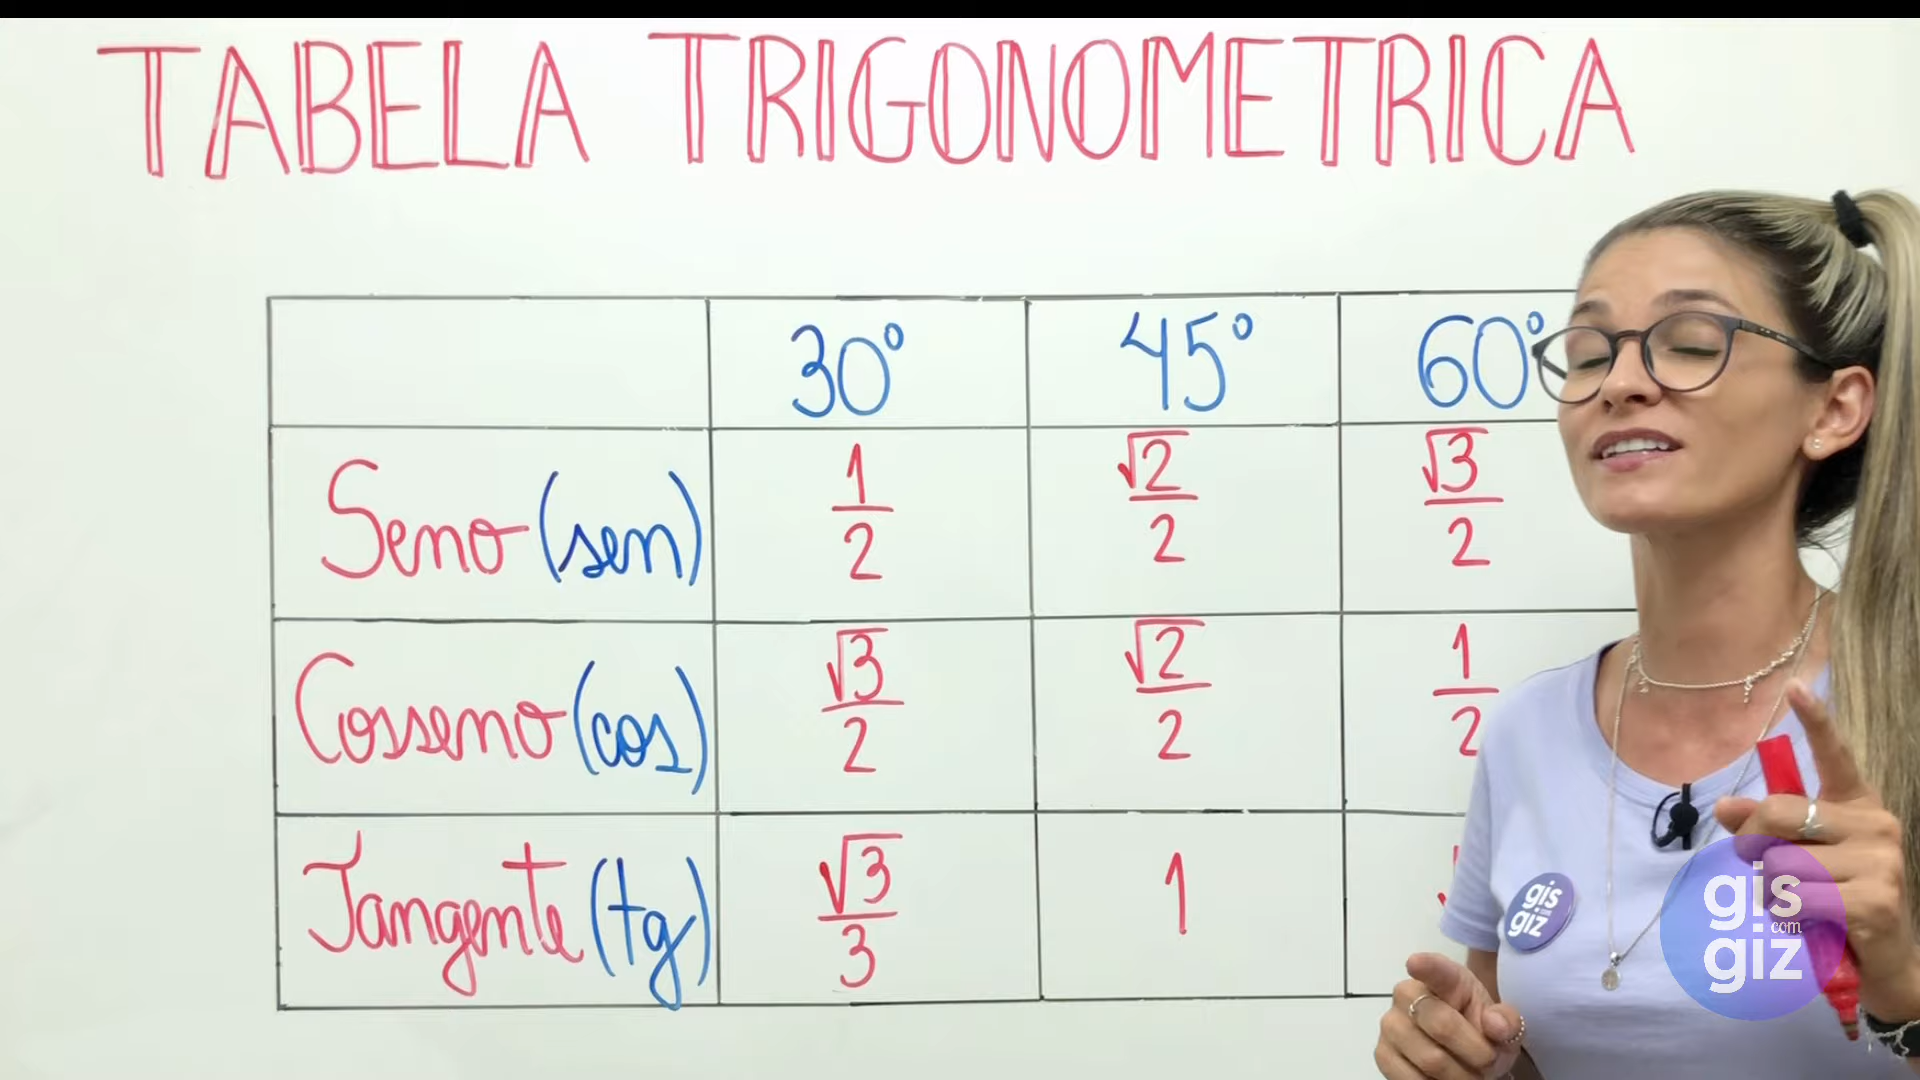 TABELA TRIGONOMETRICA
30° 45° 60°
Seno (sen) 1/2 √2/2 √3/2
Cosseno (cos) √3/2 √2/2 1/2
Tangente (tg) √3/3 1
gis com giz
gis com giz